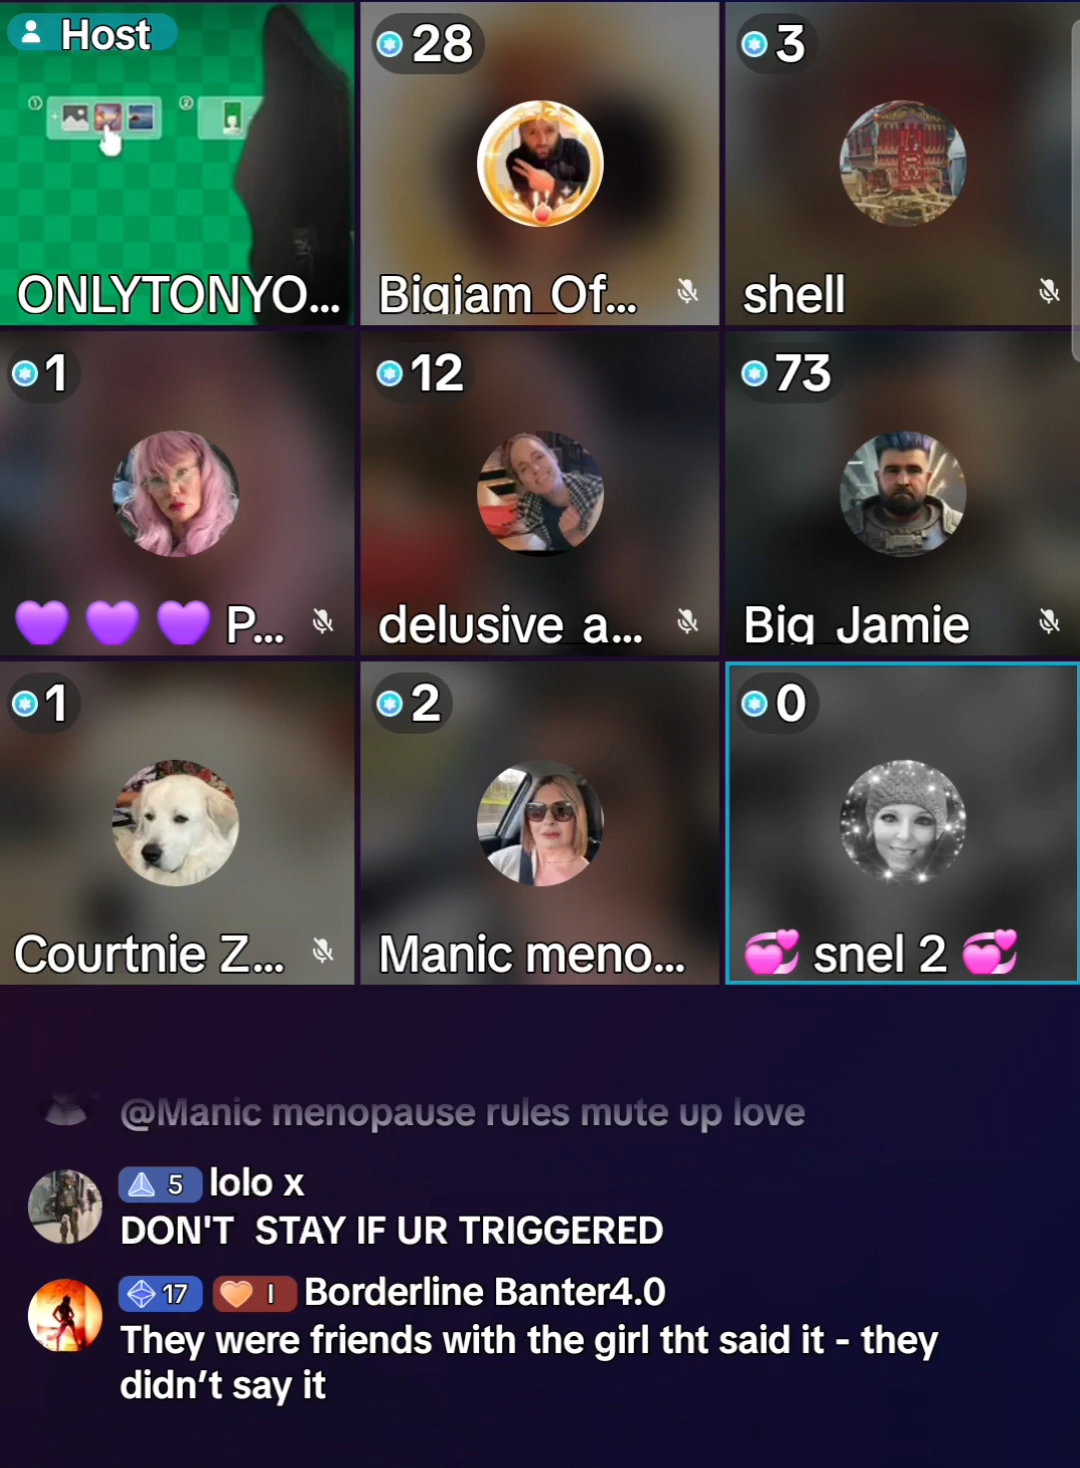 Host
28
3
ONLYTONYO...
Bigjam_Of...
shell
1
12
73
💜 💜 💜 P...
delusive_a...
Big_Jamie
1
2
0
Courtnie Z...
Manic meno...
💞 snel 2 💞
@Manic menopause rules mute up love
5 lolo x
DON'T  STAY IF UR TRIGGERED
17 I Borderline Banter4.0
They were friends with the girl tht said it - they
didn't say it